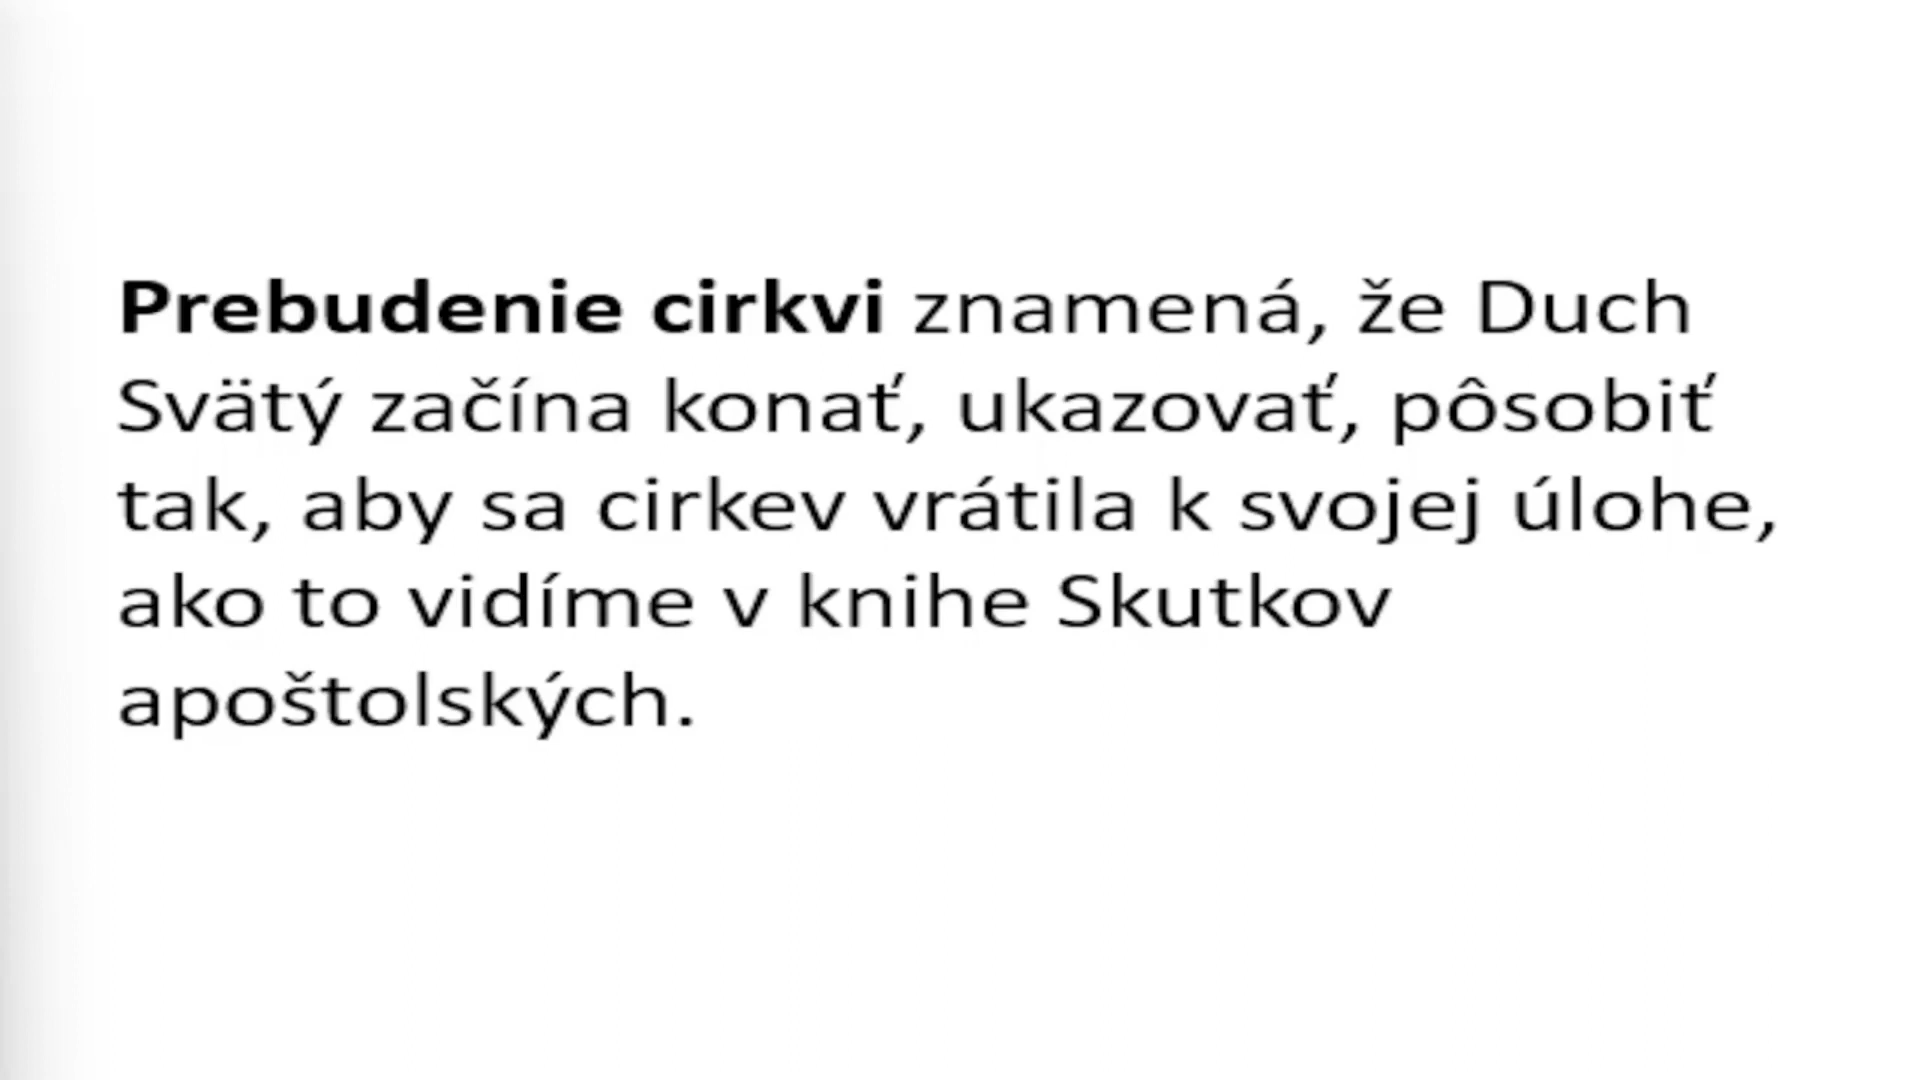 Prebudenie cirkvi znamená, že Duch
Svätý začína konať, ukazovať, pôsobiť
tak, aby sa cirkev vrátila k svojej úlohe,
ako to vidíme v knihe Skutkov
apoštolských.